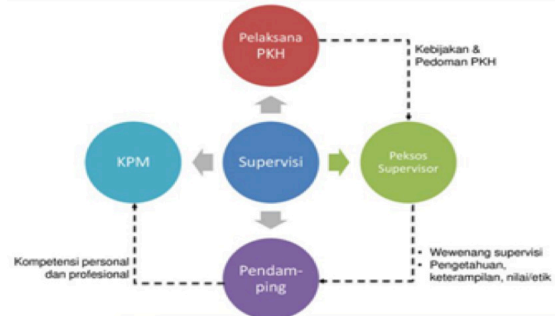 Pelaksana
PKH
Kebijakan &
Pedoman PKH
KPM
Supervisi
Peksos
Supervisor
Kompetensi personal
dan profesional
Pendam-
ping
- Wewenang supervisi
- Pengetahuan,
keterampilan, nilai/etik